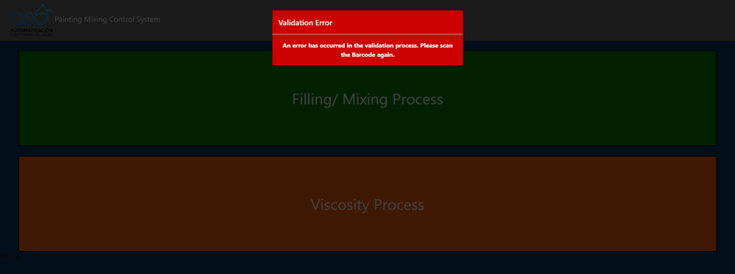 Painting Mixing Control System
Validation Error
An error has occurred in the validation process. Please scan
the Barcode again.
Filling/ Mixing Process
Viscosity Process